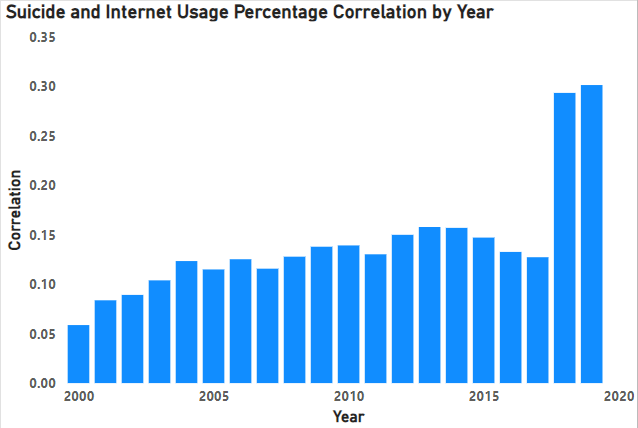 Suicide and Internet Usage Percentage Correlation by Year
0.35
0.30
0.25
0.20
0.15
0.10
0.05
0.00
Correlation
2000 2005 2010 2015 2020
Year